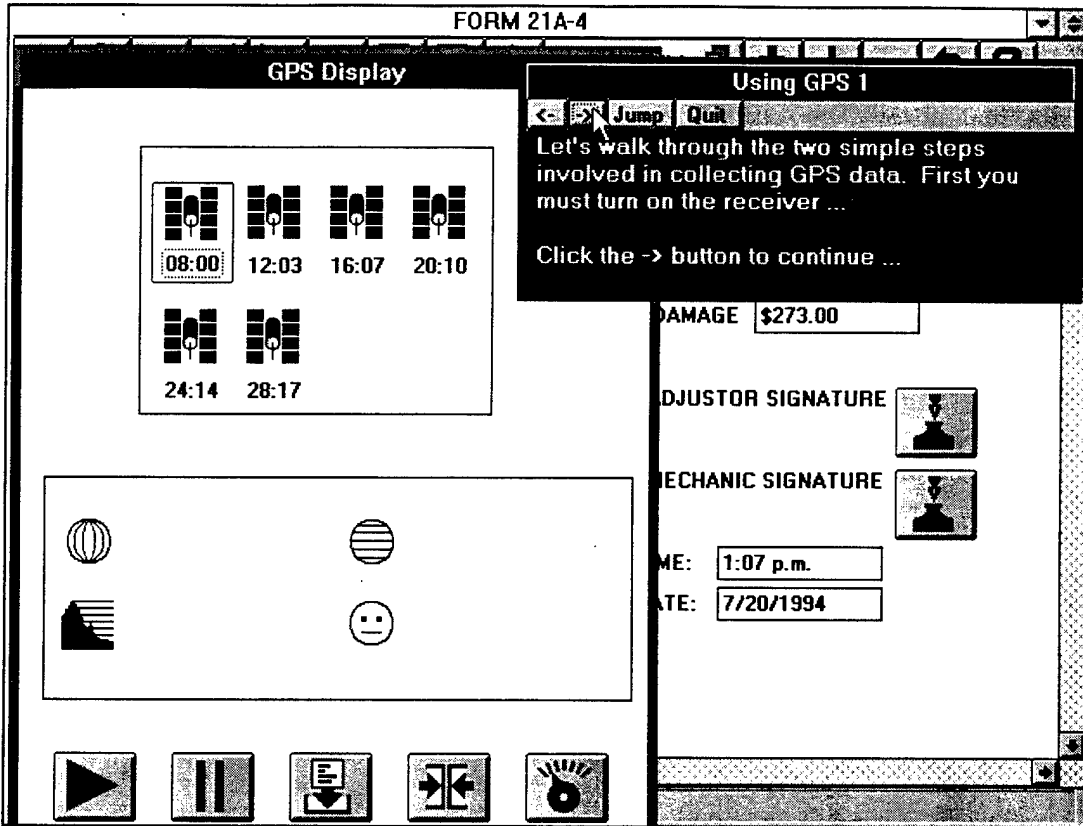 FORM 21A-4
GPS Display
08:00 12:03 16:07 20:10
24:14 28:17
Using GPS 1
<- -> Jump Quit
Let's walk through the two simple steps
involved in collecting GPS data. First you
must turn on the receiver ...
Click the -> button to continue ...
DAMAGE $273.00
DJUSTOR SIGNATURE
MECHANIC SIGNATURE
ME: 1:07 p.m.
ATE: 7/20/1994